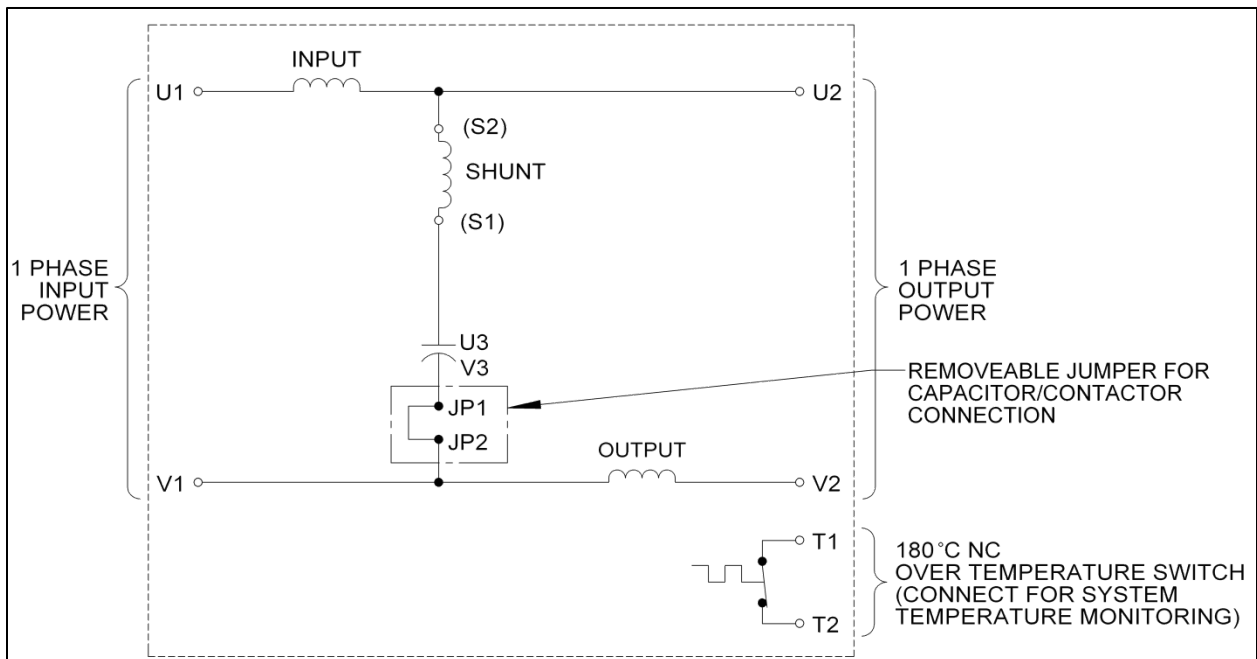 INPUT
U1
U2
(S2)
SHUNT
(S1)
1 PHASE
INPUT
POWER
1 PHASE
OUTPUT
POWER
U3
V3
JP1
JP2
REMOVEABLE JUMPER FOR
CAPACITOR/CONTACTOR
CONNECTION
OUTPUT
V1
V2
T1
T2
180°C NC
OVER TEMPERATURE SWITCH
(CONNECT FOR SYSTEM
TEMPERATURE MONITORING)